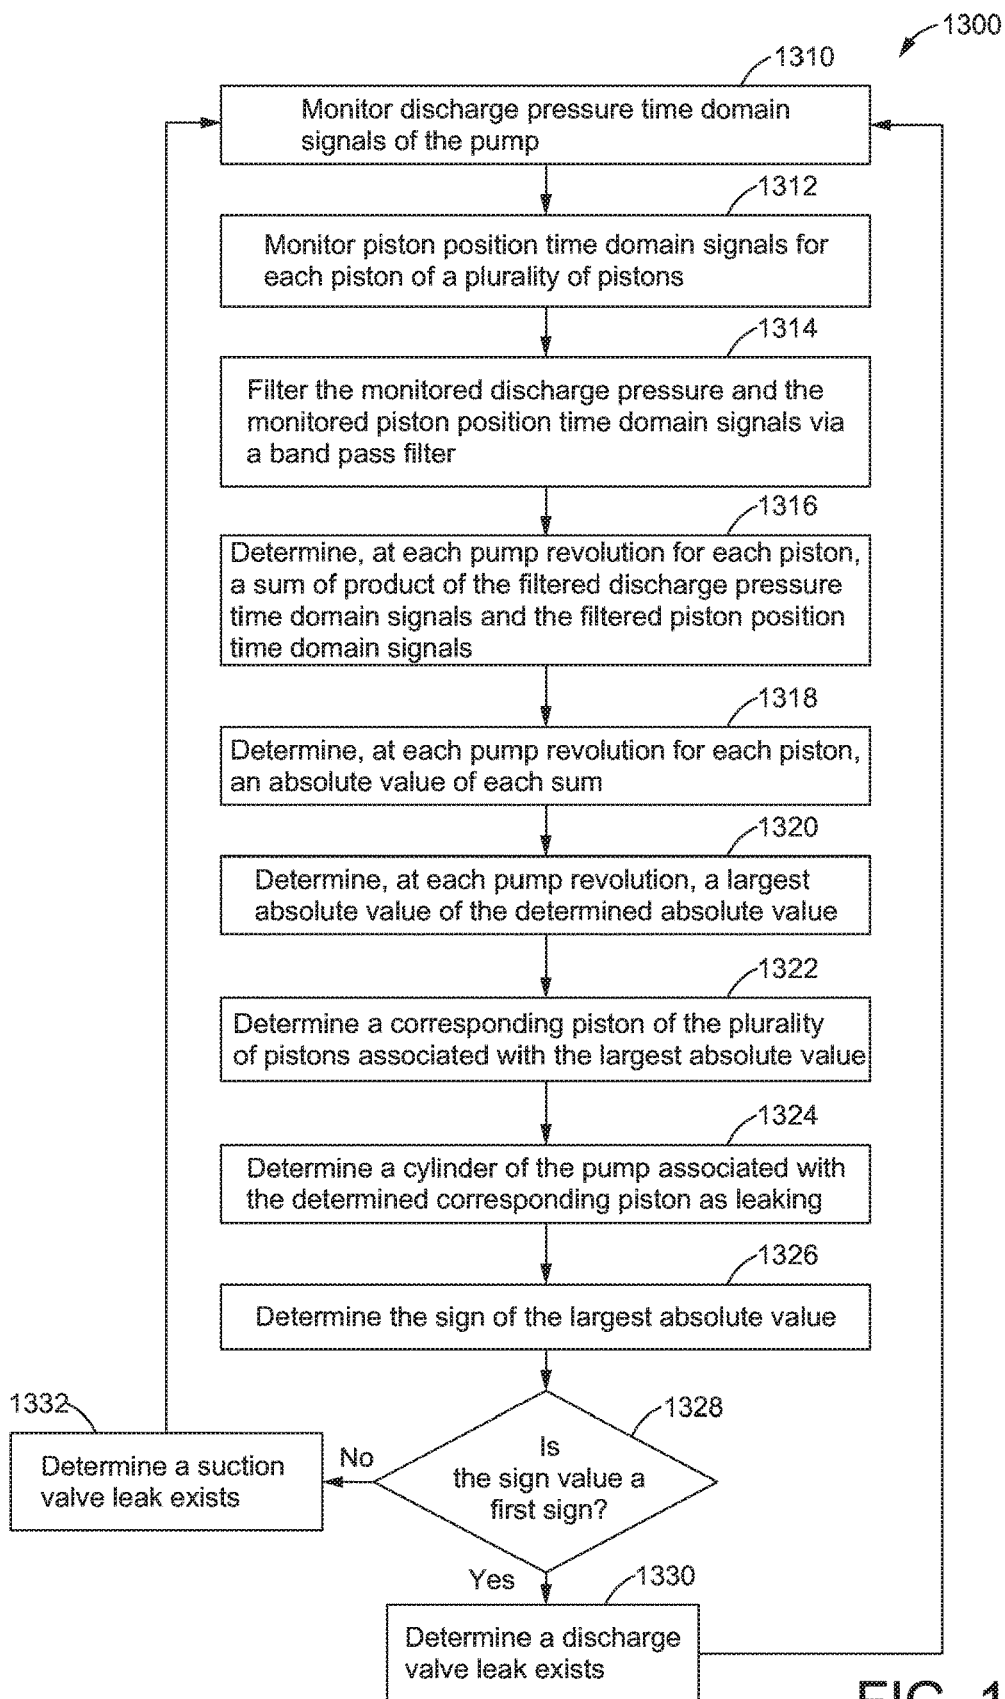 1300
1310
Monitor discharge pressure time domain
signals of the pump
1312
Monitor piston position time domain signals for
each piston of a plurality of pistons
1314
Filter the monitored discharge pressure and the
monitored piston position time domain signals via
a band pass filter
1316
Determine, at each pump revolution for each piston,
a sum of product of the filtered discharge pressure
time domain signals and the filtered piston position
time domain signals
1318
Determine, at each pump revolution for each piston,
an absolute value of each sum
1320
Determine, at each pump revolution, a largest
absolute value of the determined absolute value
1322
Determine a corresponding piston of the plurality
of pistons associated with the largest absolute value
1324
Determine a cylinder of the pump associated with
the determined corresponding piston as leaking
1326
Determine the sign of the largest absolute value
1328
Is
the sign value a
first sign?
No
1332
Determine a suction
valve leak exists
Yes
1330
Determine a discharge
valve leak exists
FIG. 1